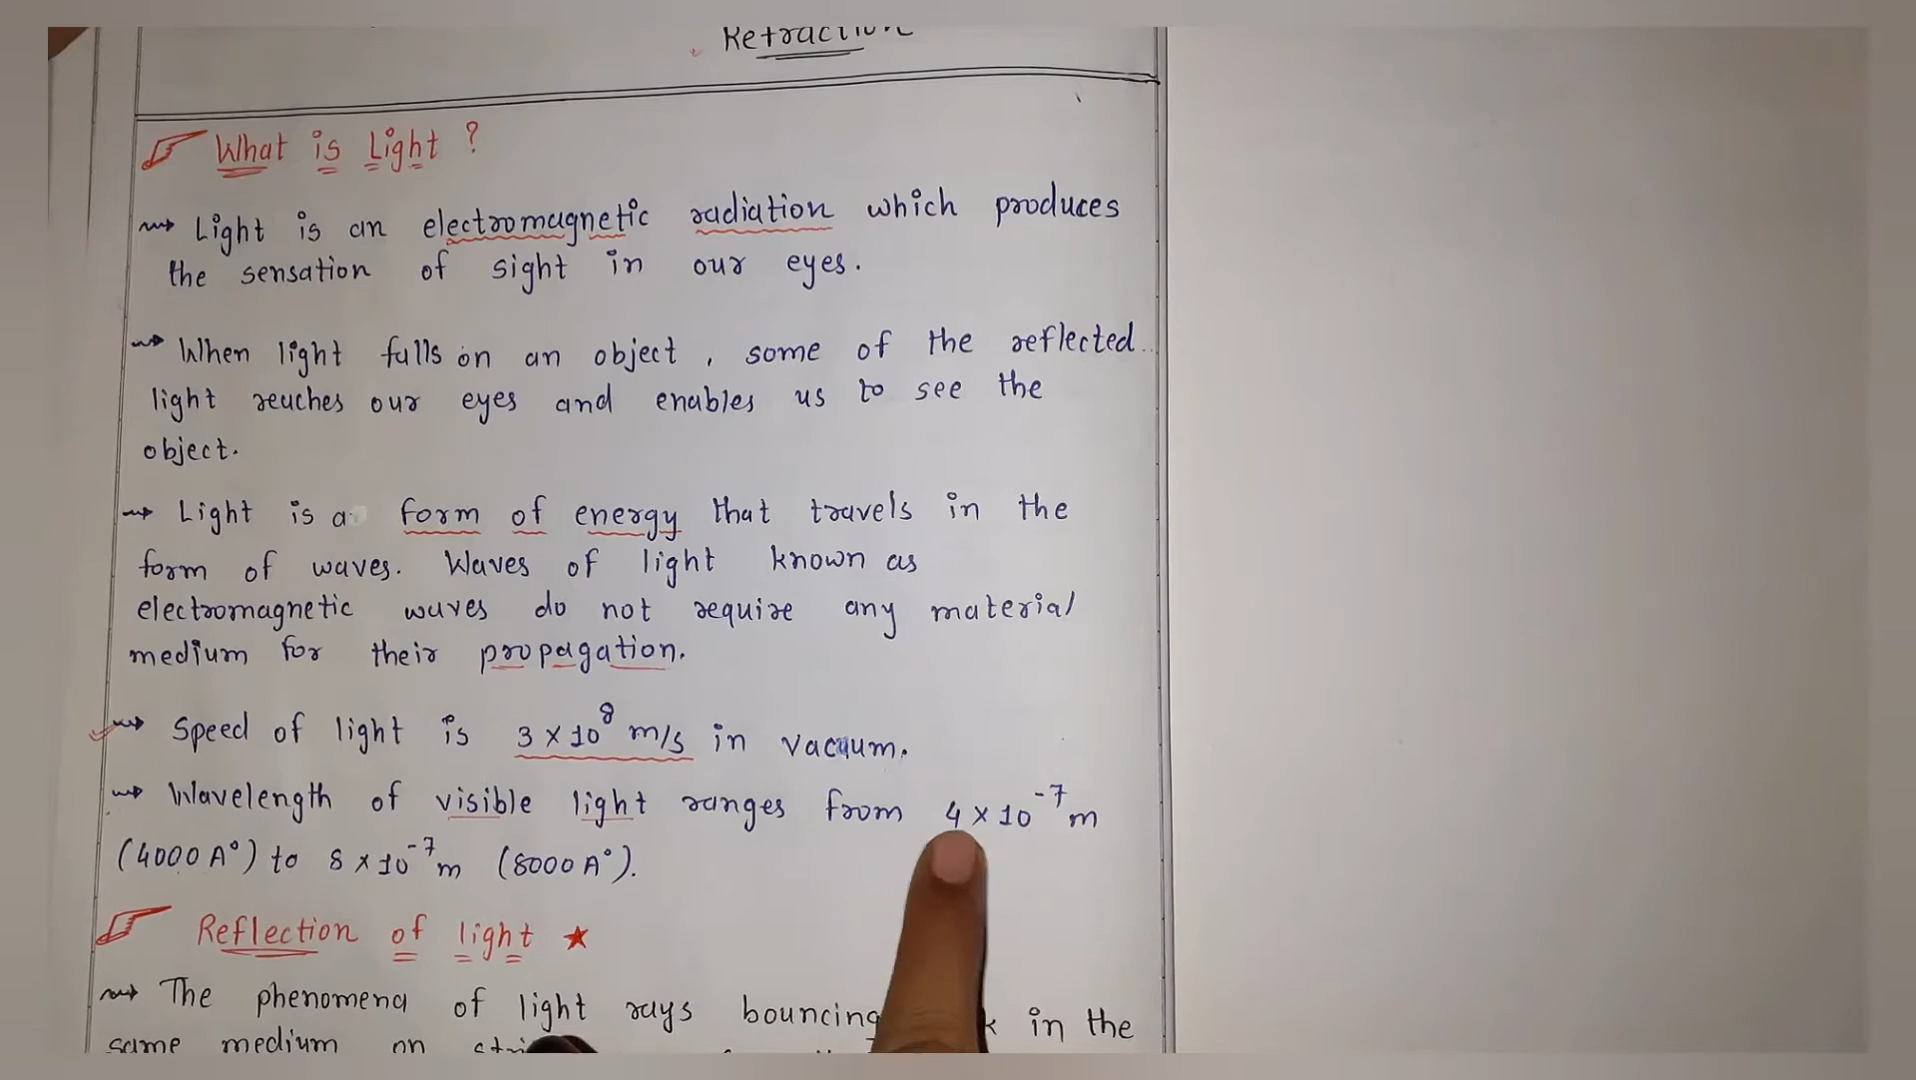 What is Light ?
Light is an electromagnetic radiation which produces
the sensation of sight in our eyes.
When light falls on an object, some of the reflected
light reaches our eyes and enables us to see the
object.
Light is a form of energy that travels in the
form of waves. Waves of light known as
electromagnetic waves do not require any material
medium for their propagation.
Speed of light is 3 × 10⁸ m/s in vacuum.
Wavelength of visible light ranges from 4 × 10⁻⁷ m
(4000 A°) to 8 × 10⁻⁷ m (8000 A°).
Reflection of light ★
The phenomena of light rays bouncing in the
same medium on